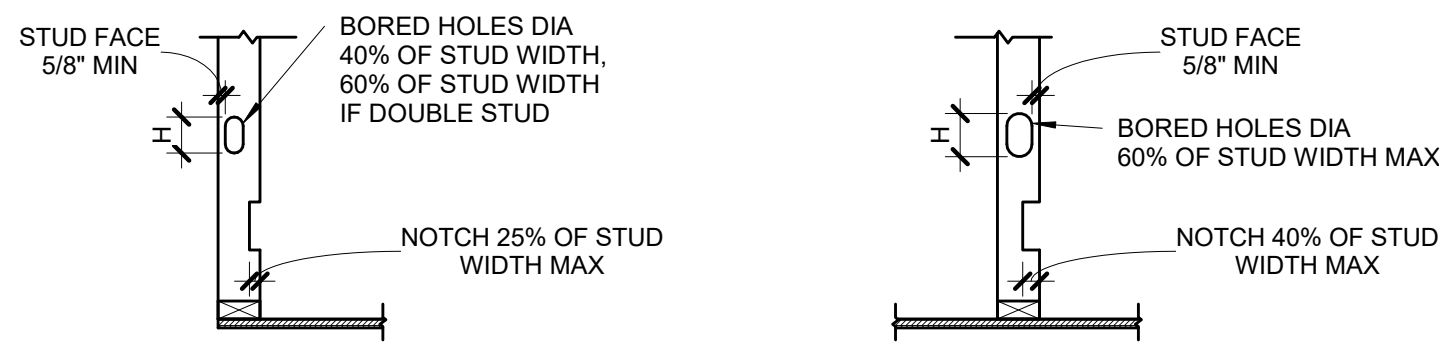 STUD FACE
5/8" MIN
BORED HOLES DIA
40% OF STUD WIDTH,
60% OF STUD WIDTH
IF DOUBLE STUD
H
NOTCH 25% OF STUD
WIDTH MAX
STUD FACE
5/8" MIN
H
BORED HOLES DIA
60% OF STUD WIDTH MAX
NOTCH 40% OF STUD
WIDTH MAX